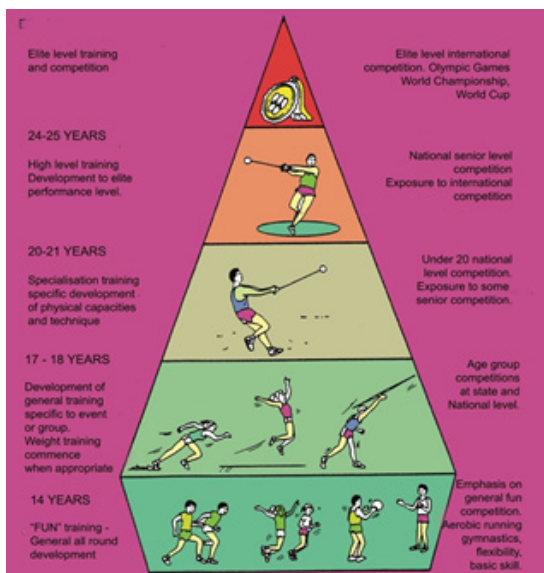 Elite level training
and competition
Elite level international
competition. Olympic Games
World Championship,
World Cup
24-25 YEARS
High level training
Development to elite
performance level.
National senior level
competition
Exposure to international
competition
20-21 YEARS
Specialisation training
specific development
of physical capacities
and technique
Under 20 national
level competition.
Exposure to some
senior competition.
17 - 18 YEARS
Development of
general training
specific to event
or group.
Weight training
commence
when appropriate
Age group
competitions
at state and
National level.
14 YEARS
"FUN" training -
General all round
development
Emphasis on
general fun
competition.
Aerobic running
gymnastics,
flexibility,
basic skill.